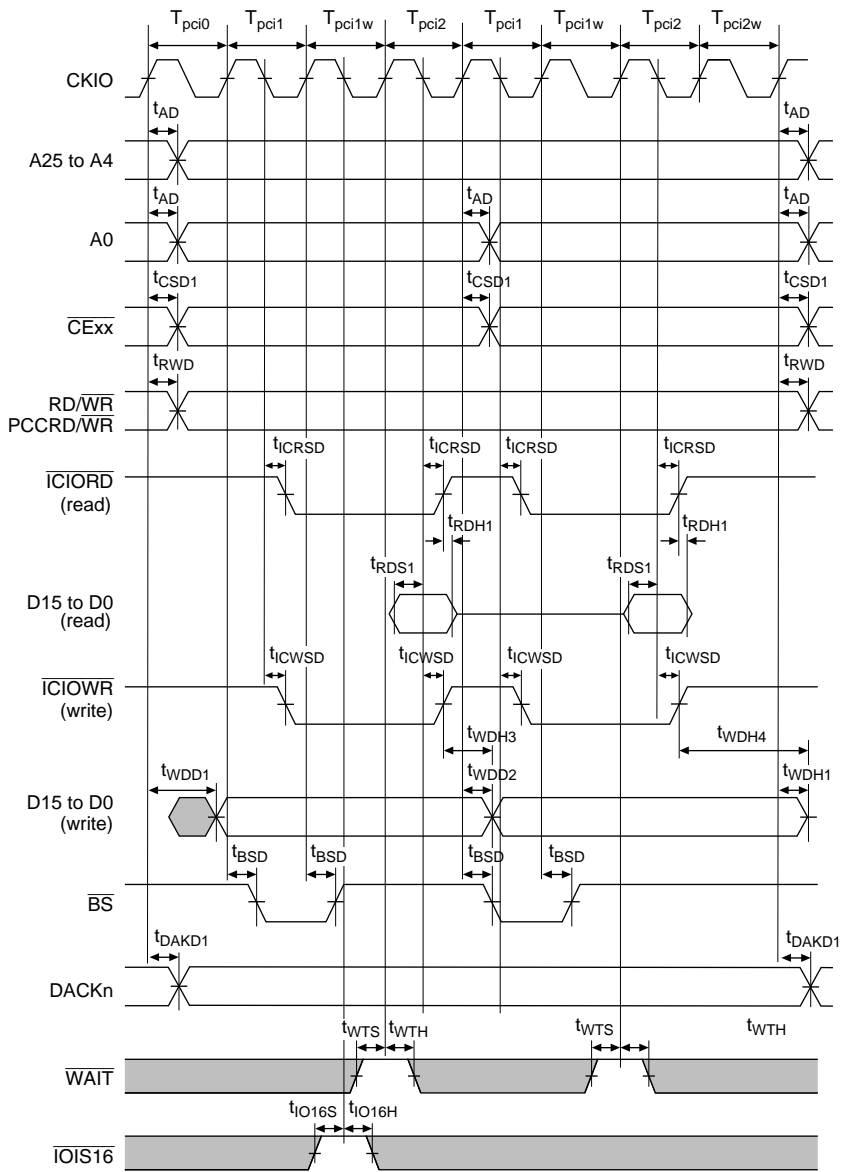 Tpci0 Tpci1 Tpci1w Tpci2 Tpci1 Tpci1w Tpci2 Tpci2w
CKIO
tAD tAD
A25 to A4
tAD tAD tAD
A0
tCSD1 tCSD1 tCSD1
CExx
tRWD tRWD
RD/WR
PCCRD/WR
tICRSD tICRSD tICRSD tICRSD
ICIORD
(read)
tRDH1 tRDH1
tRDS1 tRDS1
D15 to D0
(read)
tICWSD tICWSD tICWSD tICWSD
ICIOWR
(write)
tWDH3 tWDH4
tWDD1 tWDD2 tWDH1
D15 to D0
(write)
tBSD tBSD tBSD tBSD
BS
tDAKD1 tDAKD1
DACKn
tWTS tWTH tWTS tWTH
WAIT
tIO16S tIO16H
IOIS16